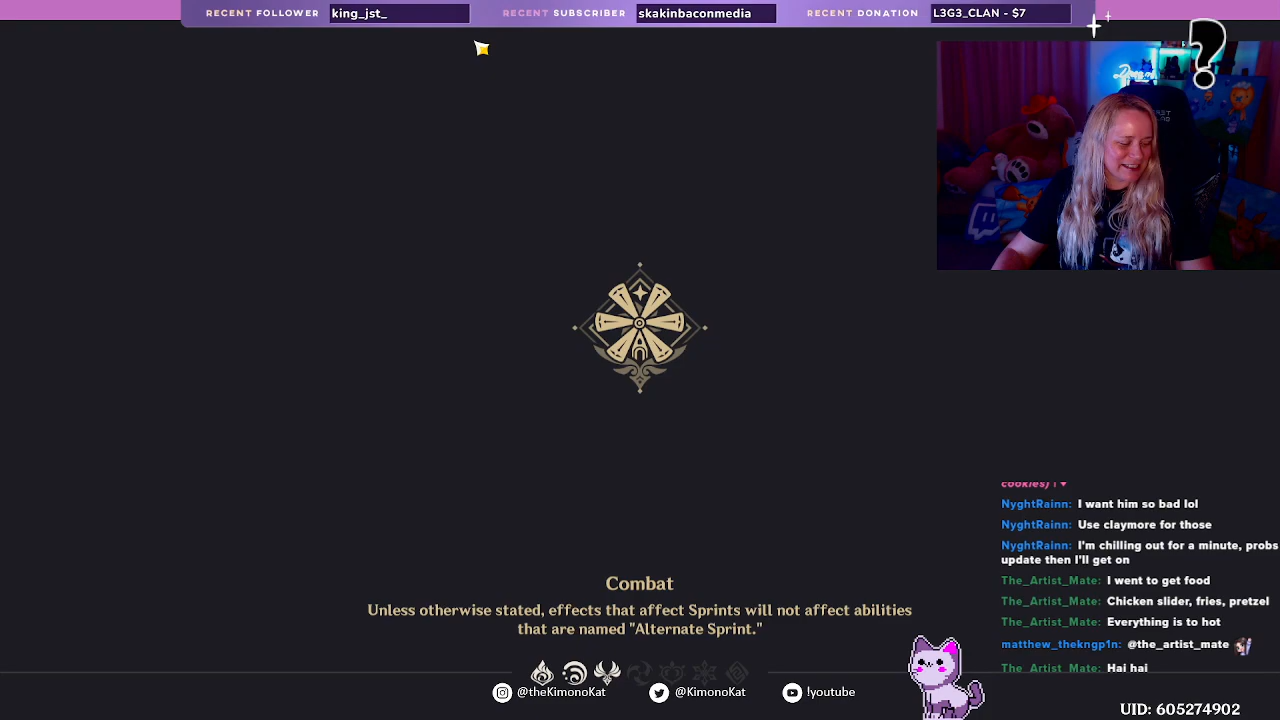 RECENT FOLLOWER king_jst_ RECENT SUBSCRIBER skakinbaconmedia RECENT DONATION L3G3_CLAN - $7
?
cookies) !
NyghtRainn: I want him so bad lol
NyghtRainn: Use claymore for those
NyghtRainn: I'm chilling out for a minute, probs
update then I'll get on
The_Artist_Mate: I went to get food
The_Artist_Mate: Chicken slider, fries, pretzel
The_Artist_Mate: Everything is to hot
matthew_thekngp1n: @the_artist_mate
The_Artist_Mate: Hai hai
Combat
Unless otherwise stated, effects that affect Sprints will not affect abilities
that are named "Alternate Sprint."
@theKimonoKat @KimonoKat !youtube
UID: 605274902